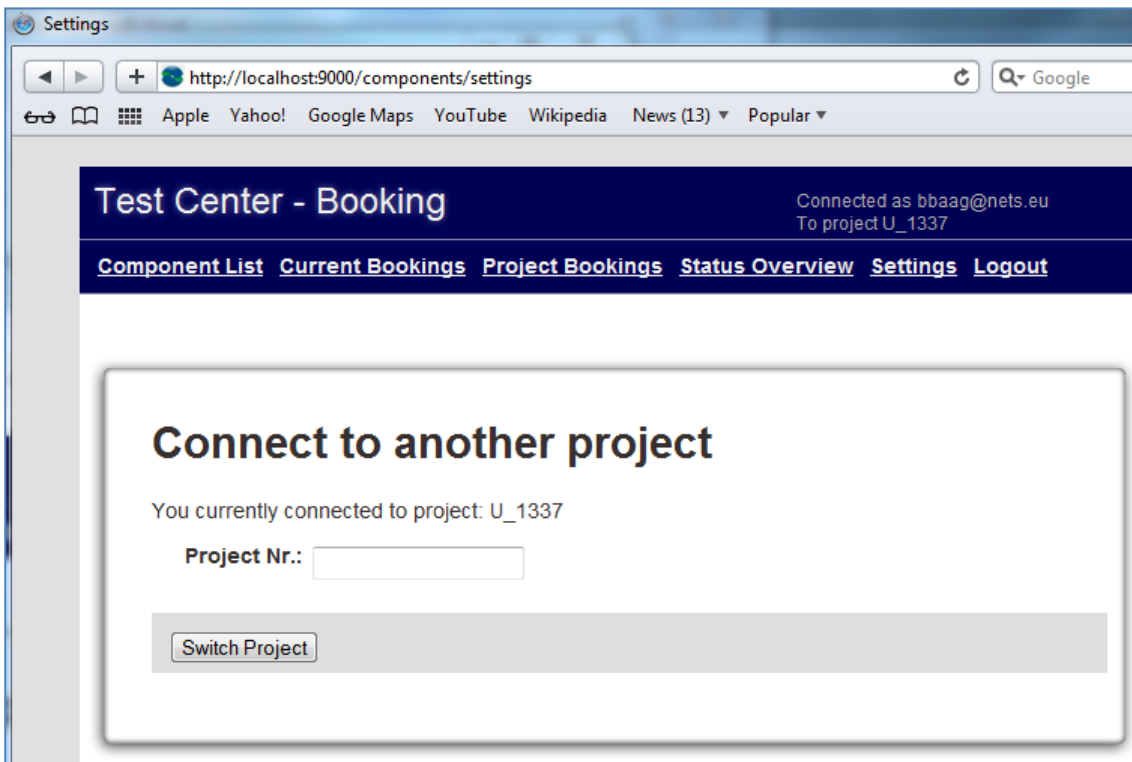 Settings
http://localhost:9000/components/settings
Google
Apple Yahoo! Google Maps YouTube Wikipedia News (13) ▼ Popular ▼
Test Center - Booking
Connected as bbaag@nets.eu
To project U_1337
Component List Current Bookings Project Bookings Status Overview Settings Logout
Connect to another project
You currently connected to project: U_1337
Project Nr.:
Switch Project